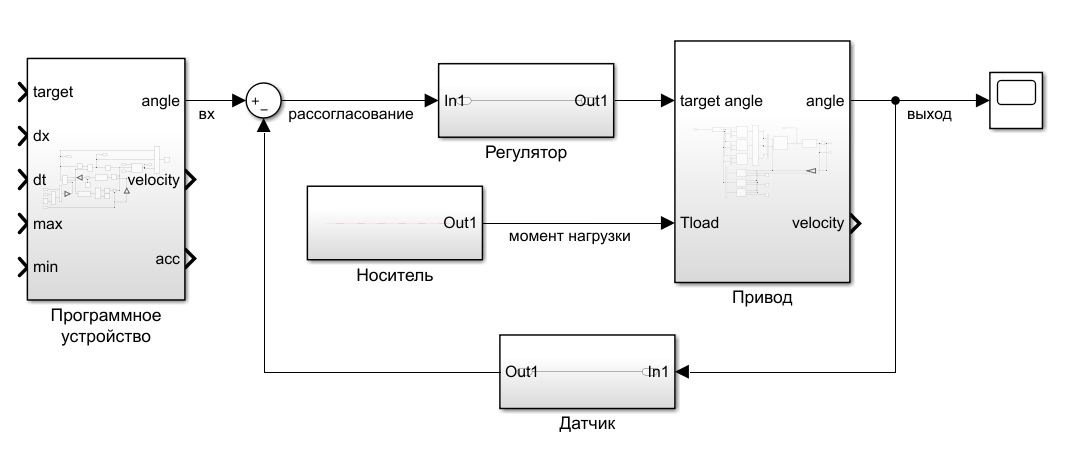 target
dx
dt
max
min
angle
velocity
acc
Программное
устройство
вх
+
−
рассогласование
In1
Out1
Регулятор
Out1
Носитель
момент нагрузки
target angle
Tload
angle
velocity
Привод
выход
Out1
In1
Датчик